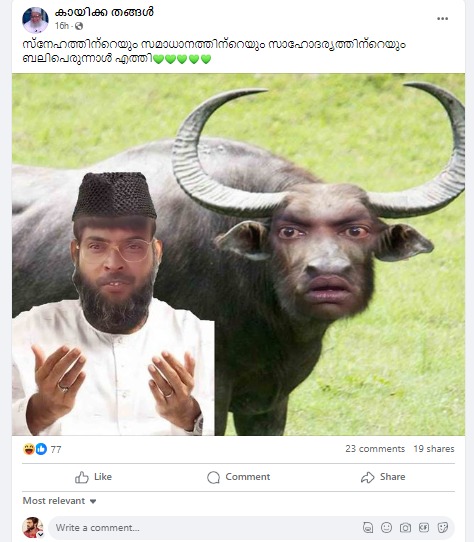 കായിക്ക തങ്ങൾ
16h ·
സ്നേഹത്തിന്റെയും സമാധാനത്തിന്റെയും സാഹോദര്യത്തിന്റെയും
ബലിപെരുന്നാൾ എത്തി💚💚💚💚💚
77
23 comments 19 shares
Like Comment Share
Most relevant
Write a comment...